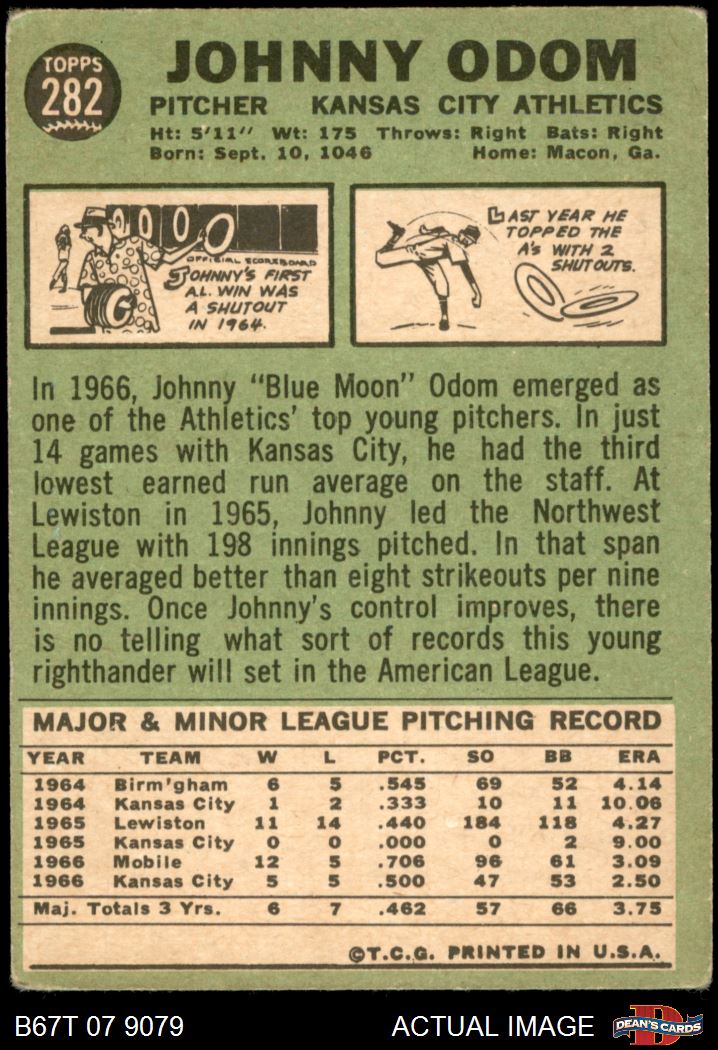 TOPPS
282
JOHNNY ODOM
PITCHER KANSAS CITY ATHLETICS
Ht: 5'11" Wt: 175 Throws: Right Bats: Right
Born: Sept. 10, 1046 Home: Macon, Ga.
0 0 0 0
OFFICIAL SCOREBOARD
JOHNNY'S FIRST
A.L. WIN WAS
A SHUTOUT
IN 1964.
LAST YEAR HE
TOPPED THE
A'S WITH 2
SHUTOUTS.
In 1966, Johnny "Blue Moon" Odom emerged as
one of the Athletics' top young pitchers. In just
14 games with Kansas City, he had the third
lowest earned run average on the staff. At
Lewiston in 1965, Johnny led the Northwest
League with 198 innings pitched. In that span
he averaged better than eight strikeouts per nine
innings. Once Johnny's control improves, there
is no telling what sort of records this young
righthander will set in the American League.
MAJOR & MINOR LEAGUE PITCHING RECORD
YEAR TEAM W L PCT. SO BB ERA
1964 Birm'gham 6 5 .545 69 52 4.14
1964 Kansas City 1 2 .333 10 11 10.06
1965 Lewiston 11 14 .440 184 118 4.27
1965 Kansas City 0 0 .000 0 2 9.00
1966 Mobile 12 5 .706 96 61 3.09
1966 Kansas City 5 5 .500 47 53 2.50
Maj. Totals 3 Yrs. 6 7 .462 57 66 3.75
©T.C.G. PRINTED IN U.S.A.
B67T 07 9079 ACTUAL IMAGE
D
DEAN'S CARDS